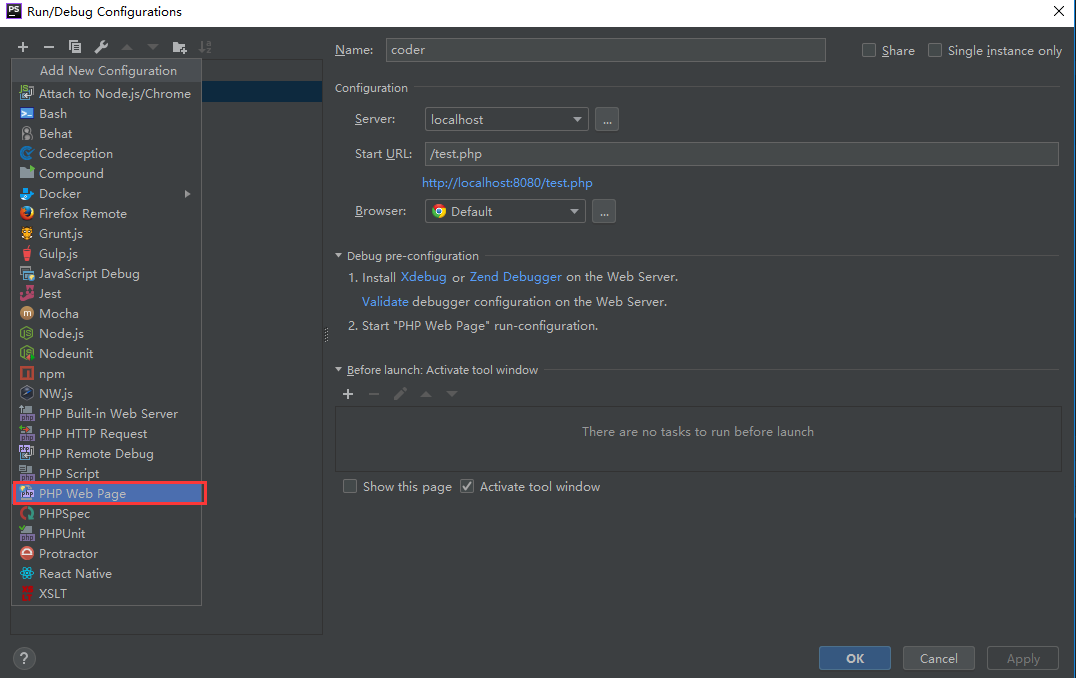 PS Run/Debug Configurations
Add New Configuration
Attach to Node.js/Chrome
Bash
Behat
Codeception
Compound
Docker
Firefox Remote
Grunt.js
Gulp.js
JavaScript Debug
Jest
Mocha
Node.js
Nodeunit
npm
NW.js
PHP Built-in Web Server
PHP HTTP Request
PHP Remote Debug
PHP Script
PHP Web Page
PHPSpec
PHPUnit
Protractor
React Native
XSLT
Name: coder Share Single instance only
Configuration
Server: localhost ...
Start URL: /test.php
http://localhost:8080/test.php
Browser: Default ...
Debug pre-configuration
1. Install Xdebug or Zend Debugger on the Web Server.
Validate debugger configuration on the Web Server.
2. Start "PHP Web Page" run-configuration.
Before launch: Activate tool window
There are no tasks to run before launch
Show this page Activate tool window
? OK Cancel Apply